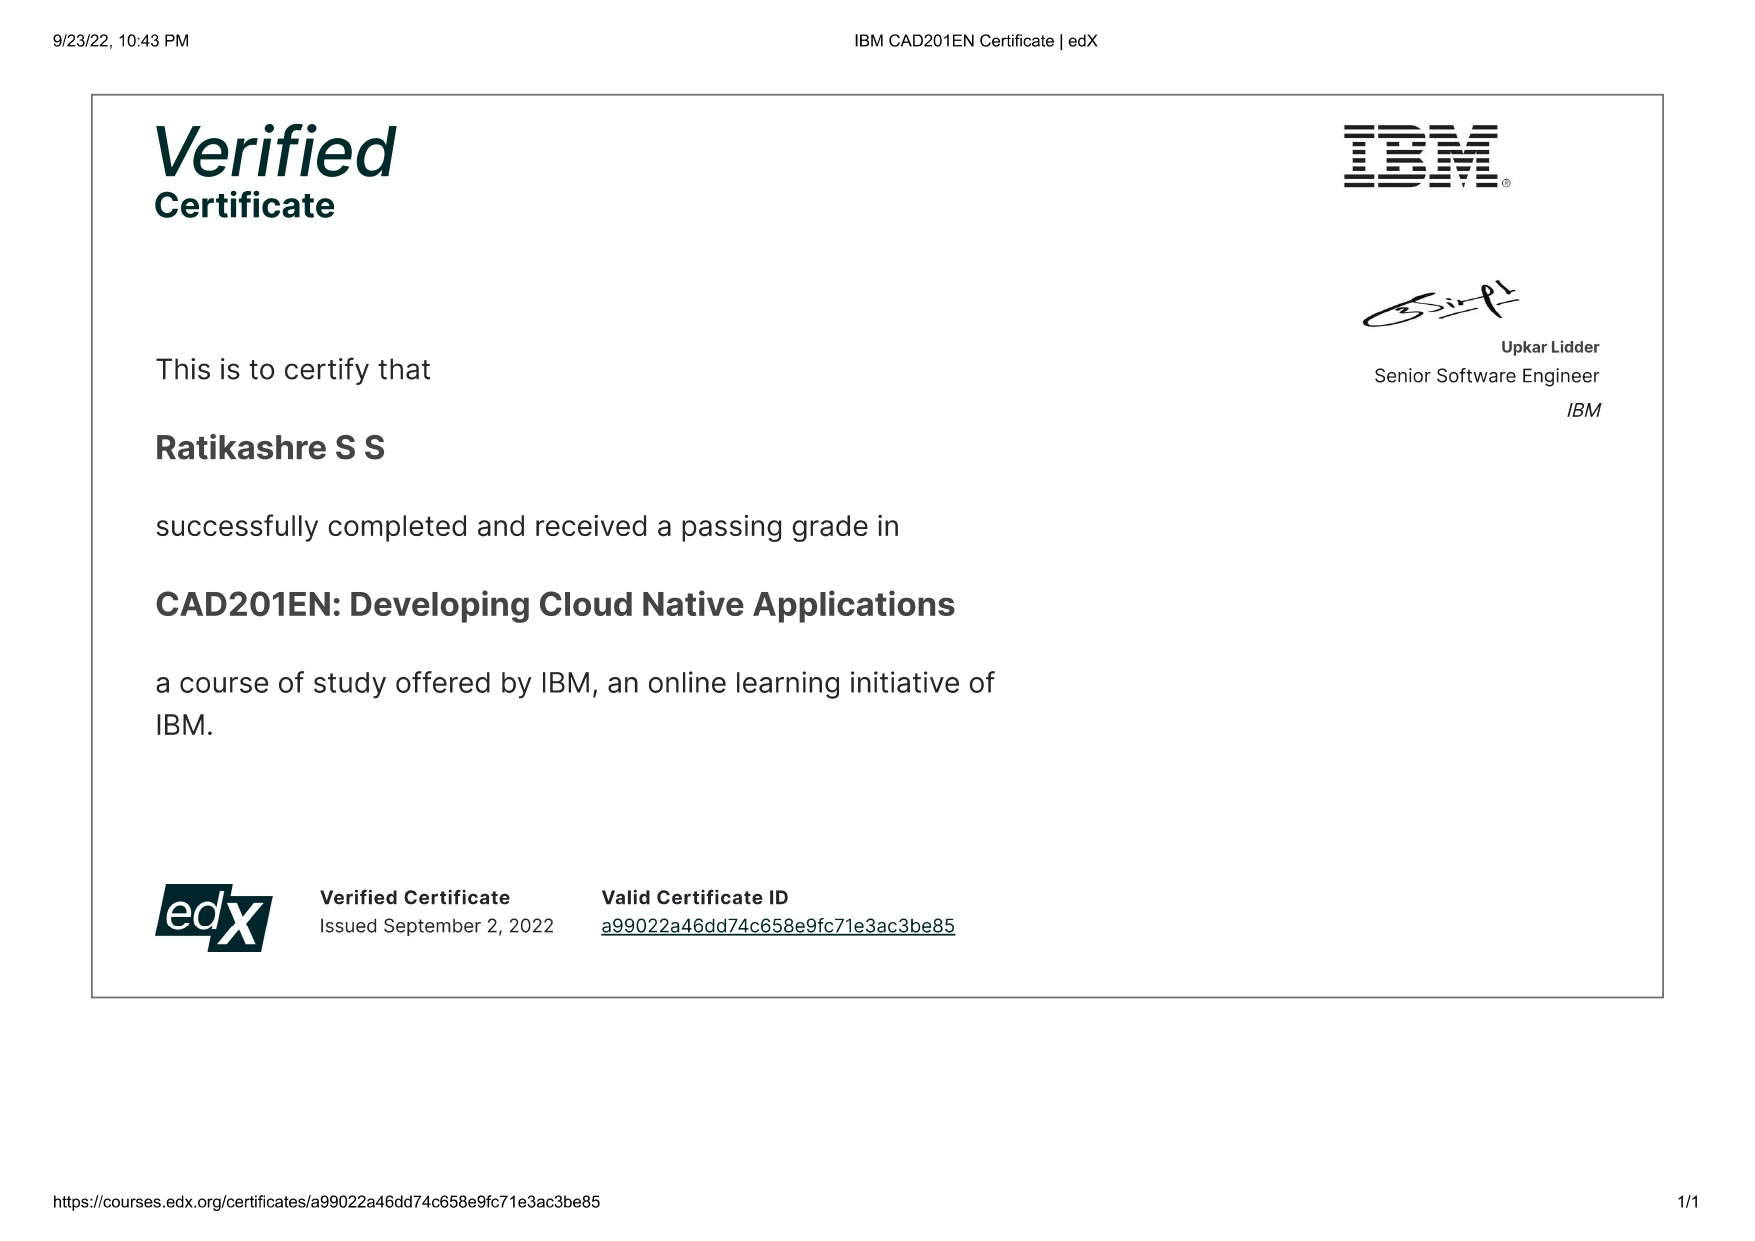 9/23/22, 10:43 PM
IBM CAD201EN Certificate | edX
Verified
Certificate
IBM®
Upkar Lidder
Senior Software Engineer
IBM
This is to certify that
Ratikashre S S
successfully completed and received a passing grade in
CAD201EN: Developing Cloud Native Applications
a course of study offered by IBM, an online learning initiative of
IBM.
edX
Verified Certificate
Issued September 2, 2022
Valid Certificate ID
a99022a46dd74c658e9fc71e3ac3be85
https://courses.edx.org/certificates/a99022a46dd74c658e9fc71e3ac3be85
1/1